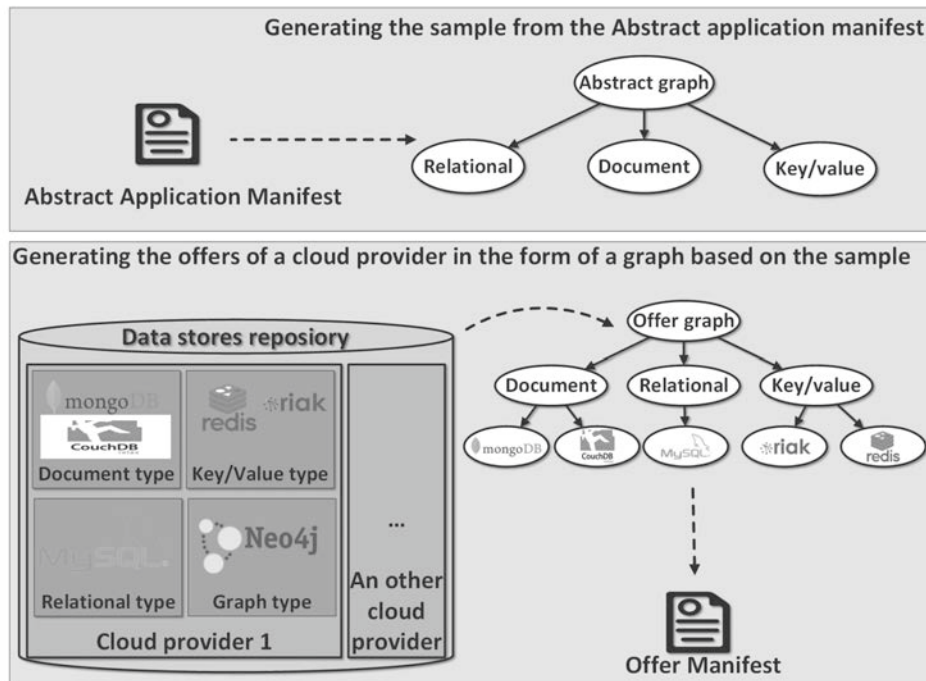 Generating the sample from the Abstract application manifest
Abstract graph
Relational
Document
Key/value
Abstract Application Manifest
Generating the offers of a cloud provider in the form of a graph based on the sample
Data stores reposiory
Offer graph
Document
Relational
Key/value
mongoDB
CouchDB
relax
Document type
redis
riak
Key/Value type
MySQL
Relational type
Neo4j
Graph type
Cloud provider 1
...
An other
cloud
provider
mongoDB
CouchDB
MySQL
riak
redis
Offer Manifest